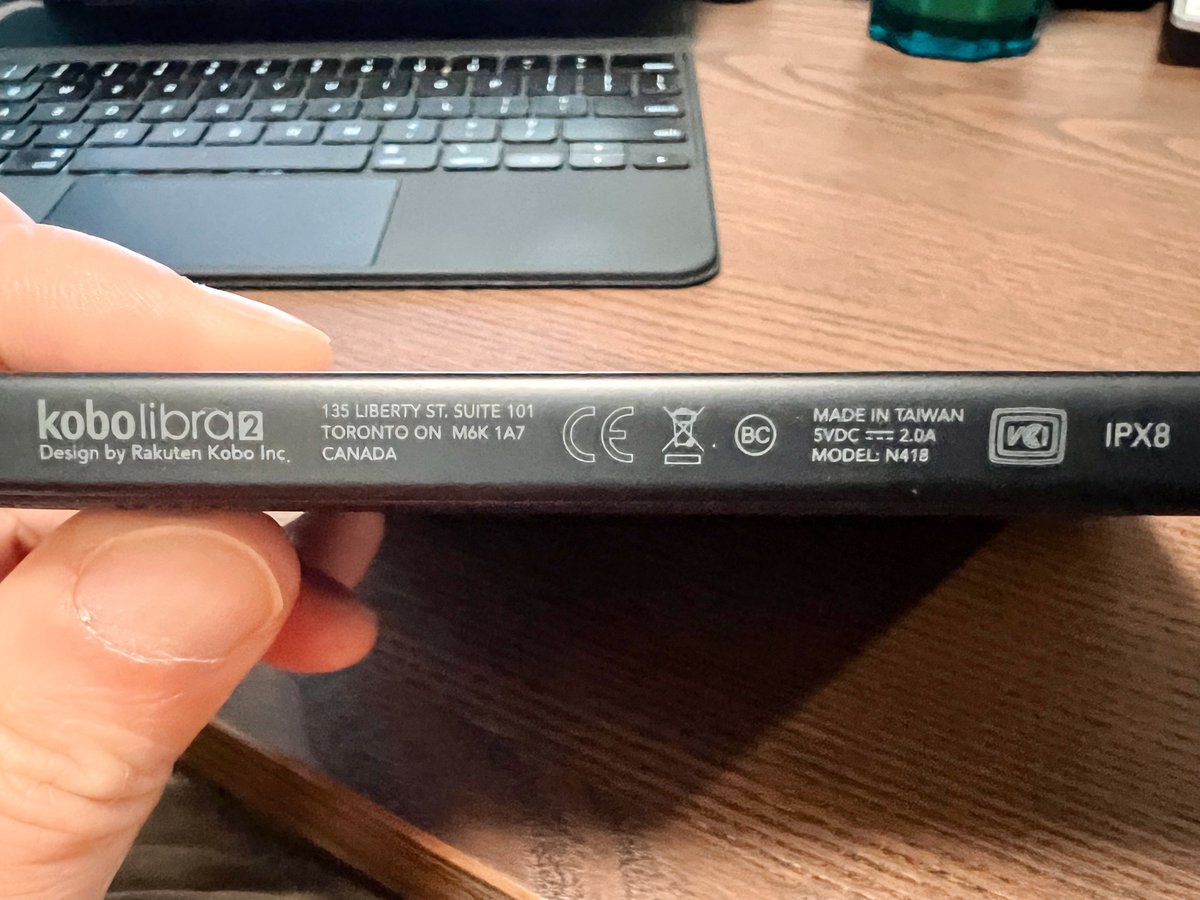 kobo libra 2
Design by Rakuten Kobo Inc.
135 LIBERTY ST. SUITE 101
TORONTO ON M6K 1A7
CANADA
CE
BC
MADE IN TAIWAN
5VDC ⎓ 2.0A
MODEL: N418
VCI
IPX8